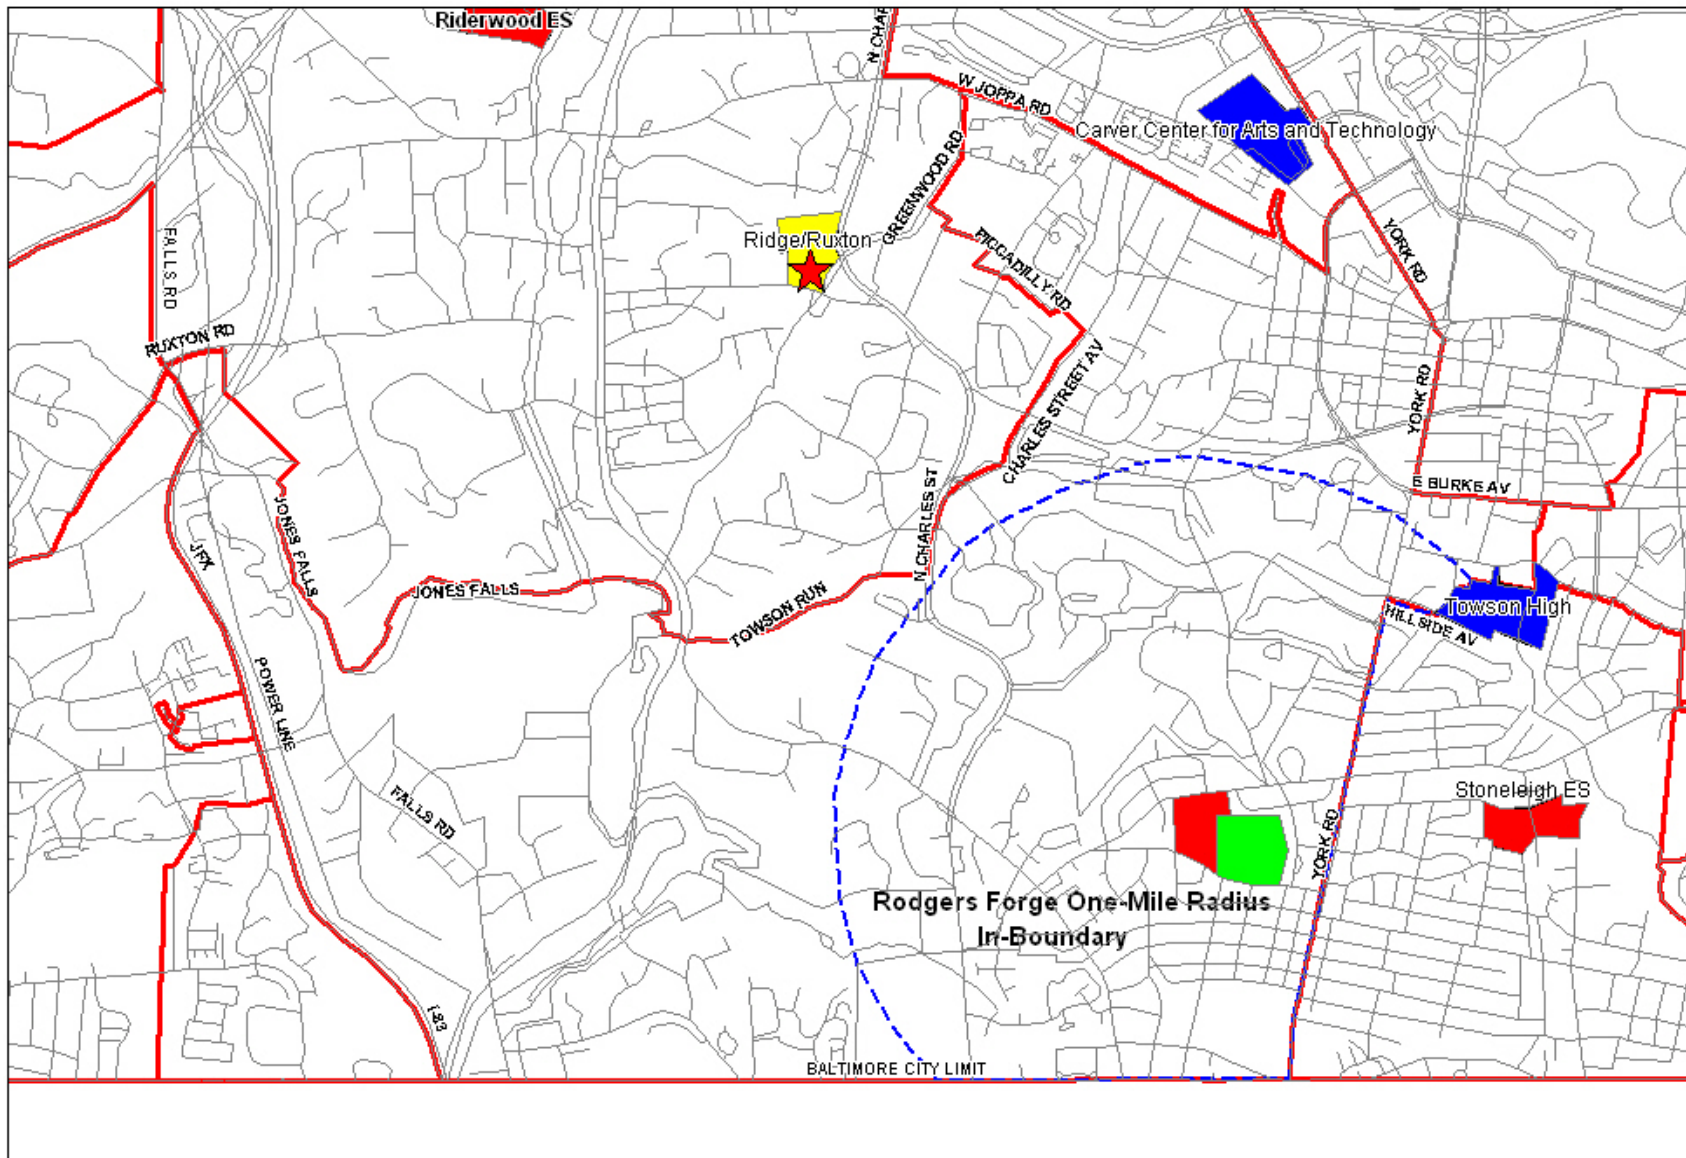 Riderwood ES
N CHAR
W JOPPA RD
Carver Center for Arts and Technology
GREENWOOD RD
FALLS RD
Ridge/Ruxton
PICCADILLY RD
YORK RD
RUXTON RD
CHARLES STREET AV
YORK RD
N CHARLES ST
E BURKE AV
JONES FALLS
JFX
JONES FALLS
TOWSON RUN
Towson High
HILLSIDE AV
POWER LINE
FALLS RD
Stoneleigh ES
YORK RD
Rodgers Forge One-Mile Radius
In-Boundary
I-83
BALTIMORE CITY LIMIT